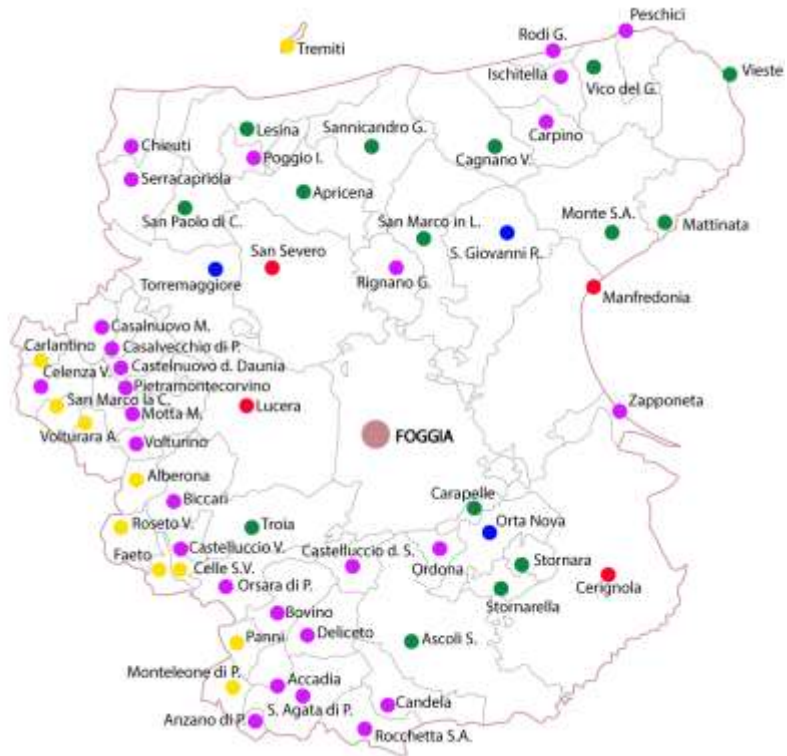 Peschici
Rodi G.
Tremiti
Ischitella
Vico del G.
Vieste
Lesina
Sannicandro G.
Carpino
Chieuti
Poggio I.
Cagnano V.
Serracapriola
Apricena
San Paolo di C.
San Marco in L.
Monte S.A.
Mattinata
San Severo
S. Giovanni R.
Torremaggiore
Rignano G.
Manfredonia
Casalnuovo M.
Carlantino
Casalvecchio di P.
Celenza V.
Castelnuovo d. Daunia
Pietramontecorvino
San Marco la C.
Motta M.
Lucera
Zapponeta
Volturara A.
Volturino
FOGGIA
Alberona
Biccari
Carapelle
Roseto V.
Troia
Orta Nova
Faeto
Castelluccio V.
Castelluccio d. S.
Ordona
Stornara
Celle S.V.
Cerignola
Orsara di P.
Stornarella
Bovino
Panni
Deliceto
Ascoli S.
Monteleone di P.
Accadia
S. Agata di P.
Candela
Anzano di P.
Rocchetta S.A.